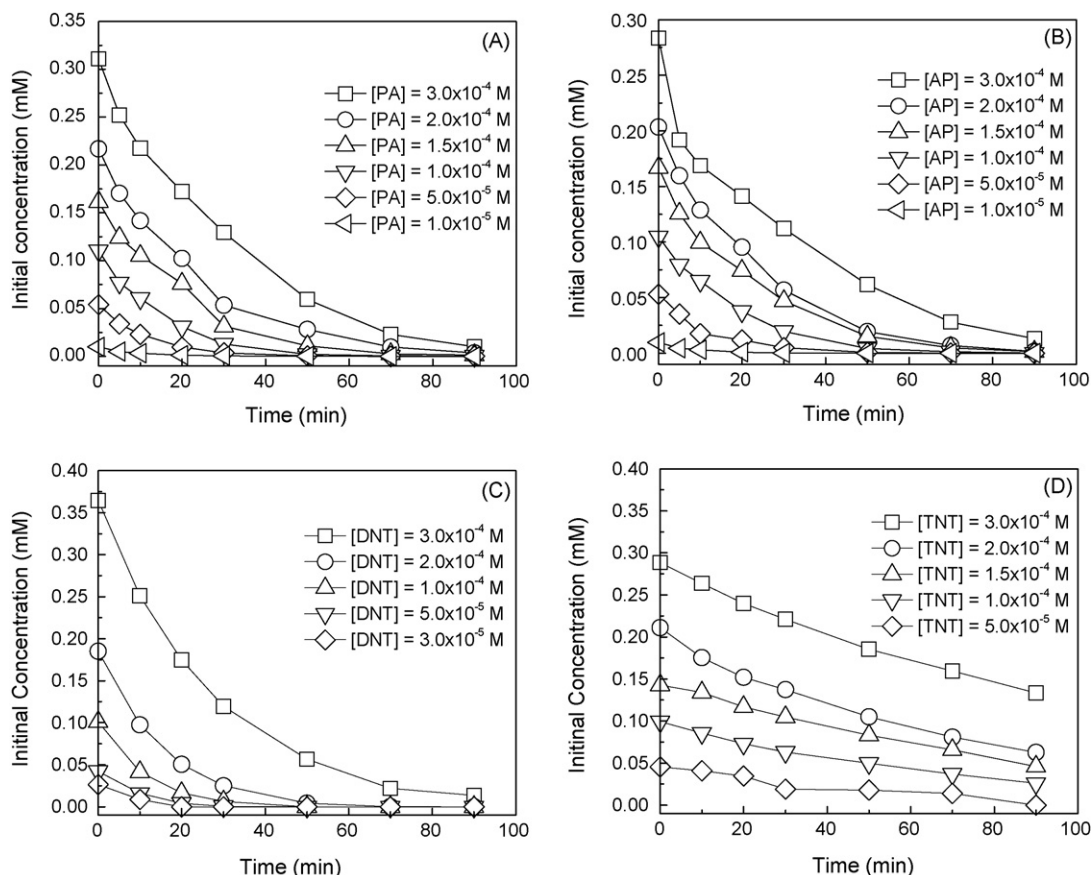 (A)
0.35
0.30
0.25
0.20
0.15
0.10
0.05
0.00
Initial concentration (mM)
[PA] = 3.0x10⁻⁴ M
[PA] = 2.0x10⁻⁴ M
[PA] = 1.5x10⁻⁴ M
[PA] = 1.0x10⁻⁴ M
[PA] = 5.0x10⁻⁵ M
[PA] = 1.0x10⁻⁵ M
0 20 40 60 80 100
Time (min)
(B)
0.30
0.25
0.20
0.15
0.10
0.05
0.00
Initial concentration (mM)
[AP] = 3.0x10⁻⁴ M
[AP] = 2.0x10⁻⁴ M
[AP] = 1.5x10⁻⁴ M
[AP] = 1.0x10⁻⁴ M
[AP] = 5.0x10⁻⁵ M
[AP] = 1.0x10⁻⁵ M
0 20 40 60 80 100
Time (min)
(C)
0.40
0.35
0.30
0.25
0.20
0.15
0.10
0.05
0.00
Initinal Concentration (mM)
[DNT] = 3.0x10⁻⁴ M
[DNT] = 2.0x10⁻⁴ M
[DNT] = 1.0x10⁻⁴ M
[DNT] = 5.0x10⁻⁵ M
[DNT] = 3.0x10⁻⁵ M
0 20 40 60 80 100
Time (min)
(D)
0.40
0.35
0.30
0.25
0.20
0.15
0.10
0.05
0.00
Initinal Concentration (mM)
[TNT] = 3.0x10⁻⁴ M
[TNT] = 2.0x10⁻⁴ M
[TNT] = 1.5x10⁻⁴ M
[TNT] = 1.0x10⁻⁴ M
[TNT] = 5.0x10⁻⁵ M
0 20 40 60 80 100
Time (min)